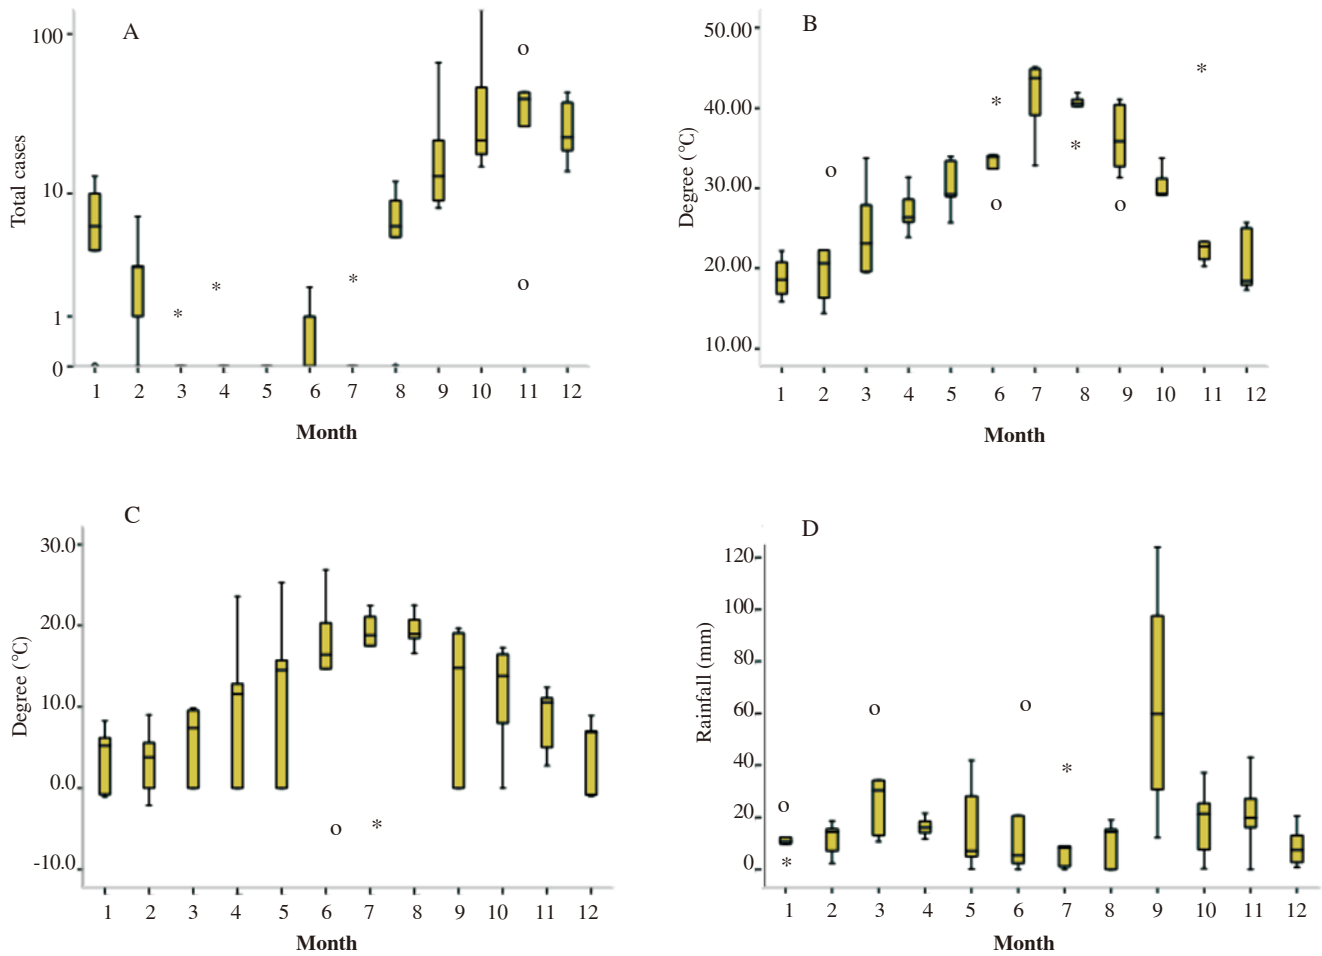 A
Total cases
100
10
1
0
1 2 3 4 5 6 7 8 9 10 11 12
Month
B
Degree (°C)
50.00
40.00
30.00
20.00
10.00
1 2 3 4 5 6 7 8 9 10 11 12
Month
C
Degree (°C)
30.0
20.0
10.0
0.0
-10.0
1 2 3 4 5 6 7 8 9 10 11 12
Month
D
Rainfall (mm)
120
100
80
60
40
20
0
1 2 3 4 5 6 7 8 9 10 11 12
Month